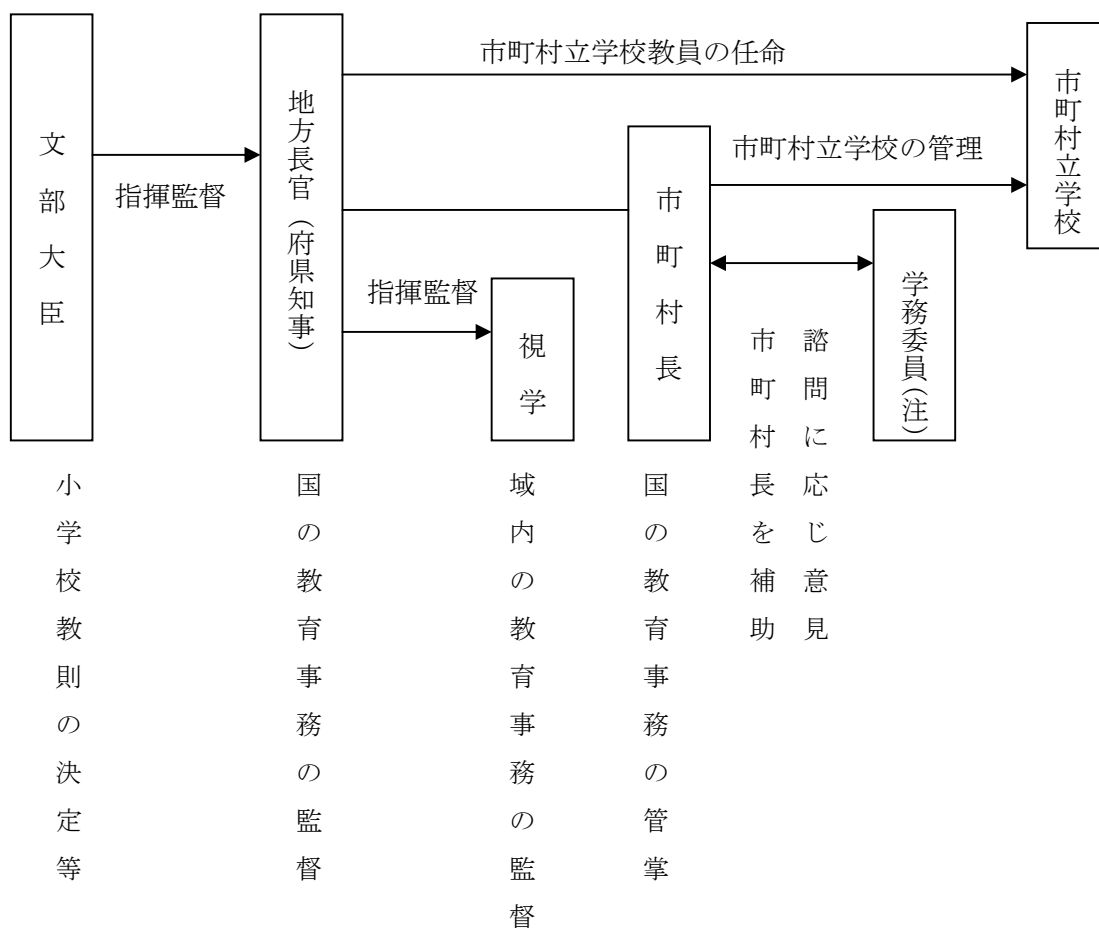 文部大臣
指揮監督
地方長官（府県知事）
市町村立学校教員の任命
市町村立学校
市町村長
市町村立学校の管理
指揮監督
視学
学務委員（注）
諮問に応じ意見
市町村長を補助
小学校教則の決定等
国の教育事務の監督
域内の教育事務の監督
国の教育事務の管掌